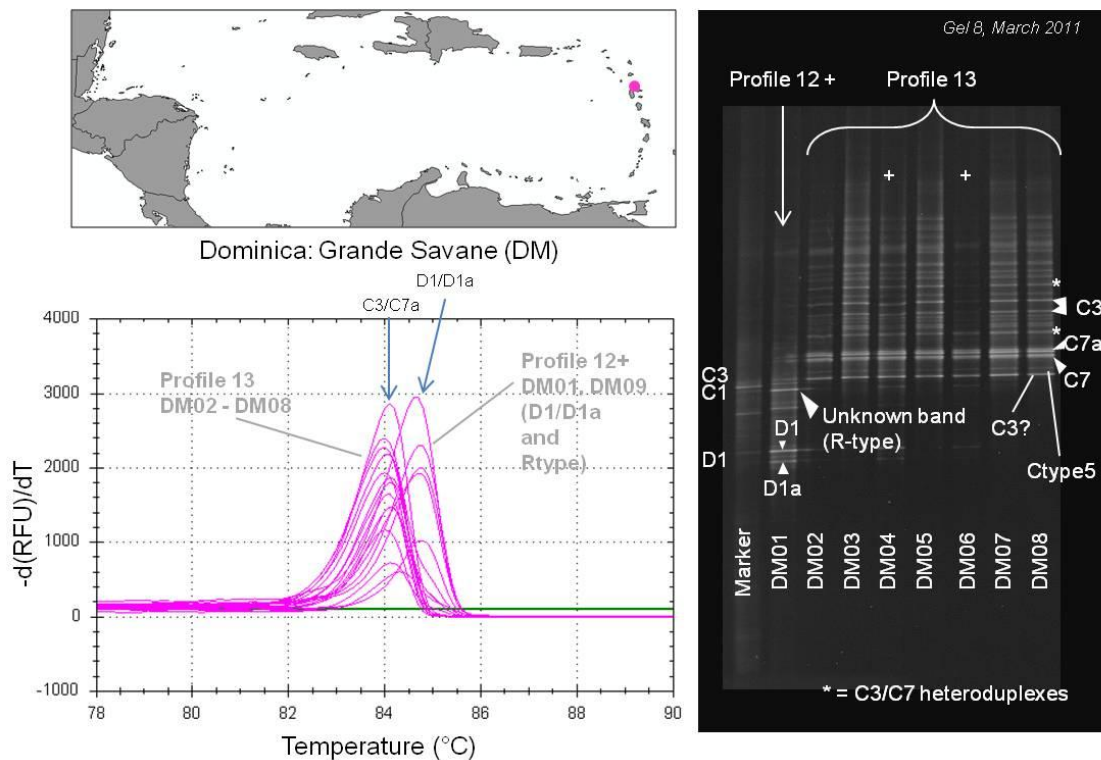 Dominica: Grande Savane (DM)
D1/D1a
C3/C7a
4000
3000
2000
1000
0
-1000
-d(RFU)/dT
Profile 13
DM02 - DM08
Profile 12+
DM01, DM09
(D1/D1a
and
Rtype)
78
82
84
86
88
90
Temperature (°C)
Gel 8, March 2011
Profile 12 +
Profile 13
+
+
*
C3
*
C7a
C7
C3
C1
D1
Unknown band
(R-type)
D1
D1a
C3?
Ctype5
Marker
DM01
DM02
DM03
DM04
DM05
DM06
DM07
DM08
* = C3/C7 heteroduplexes